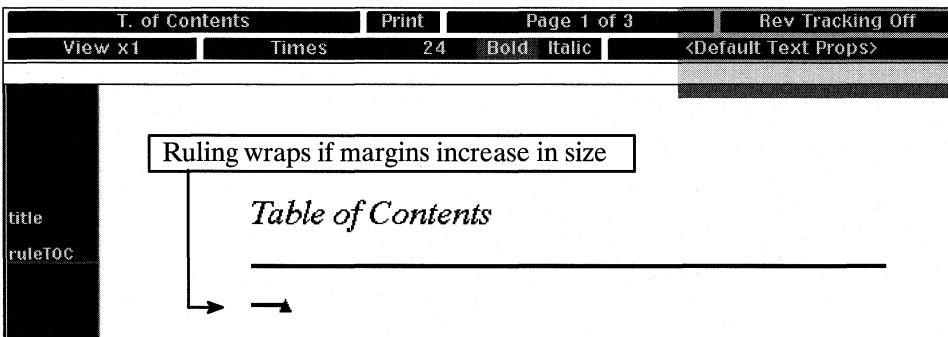 T. of Contents Print Page 1 of 3 Rev Tracking Off
View x1 Times 24 Bold Italic <Default Text Props>
Ruling wraps if margins increase in size
title Table of Contents
ruleTOC